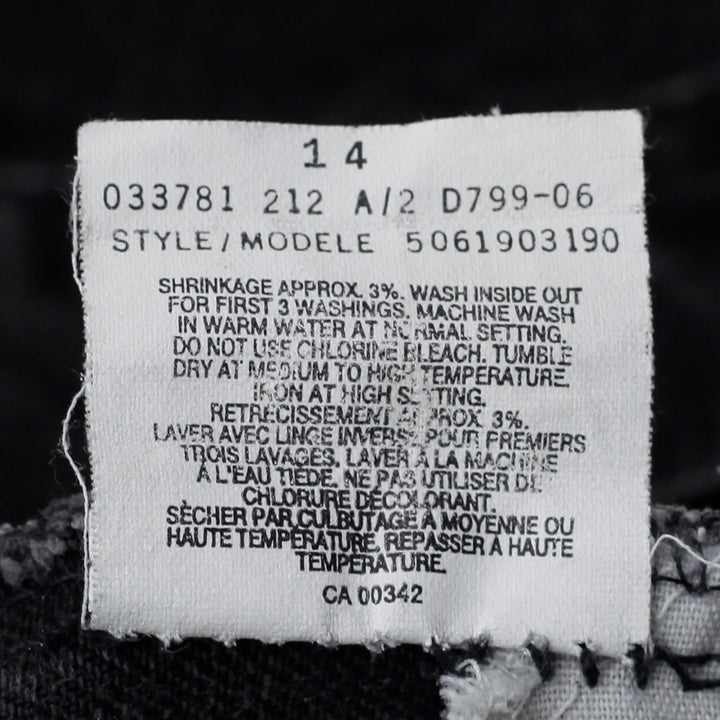 14
033781 212 A/2 D799-06
STYLE/MODELE 5061903190
SHRINKAGE APPROX. 3%. WASH INSIDE OUT
FOR FIRST 3 WASHINGS. MACHINE WASH
IN WARM WATER AT NORMAL SETTING.
DO NOT USE CHLORINE BLEACH. TUMBLE
DRY AT MEDIUM TO HIGH TEMPERATURE.
IRON AT HIGH SETTING.
RETRECISSEMENT APPROX 3%.
LAVER AVEC LINGE INVERSE POUR PREMIERS
TROIS LAVAGES. LAVER À LA MACHINE
À L'EAU TIÈDE. NE PAS UTILISER DE
CHLORURE DÉCOLORANT.
SÈCHER PAR CULBUTAGE À MOYENNE OU
HAUTE TEMPÉRATURE. REPASSER À HAUTE
TEMPÉRATURE.
CA 00342